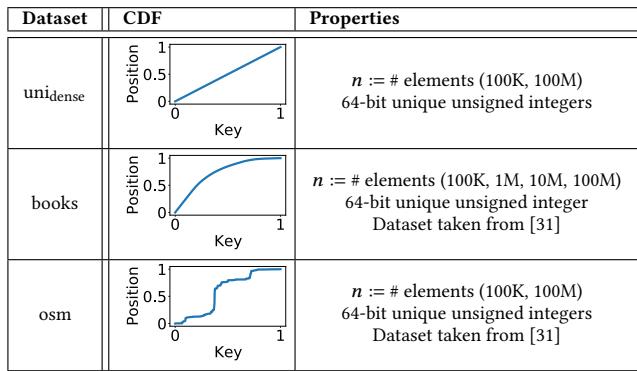 Dataset CDF Properties
unidense
Position
1
0.5
0
0 1
Key
n := # elements (100K, 100M)
64-bit unique unsigned integers
books
Position
1
0.5
0
0 1
Key
n := # elements (100K, 1M, 10M, 100M)
64-bit unique unsigned integer
Dataset taken from [31]
osm
Position
1
0.5
0
0 1
Key
n := # elements (100K, 100M)
64-bit unique unsigned integers
Dataset taken from [31]